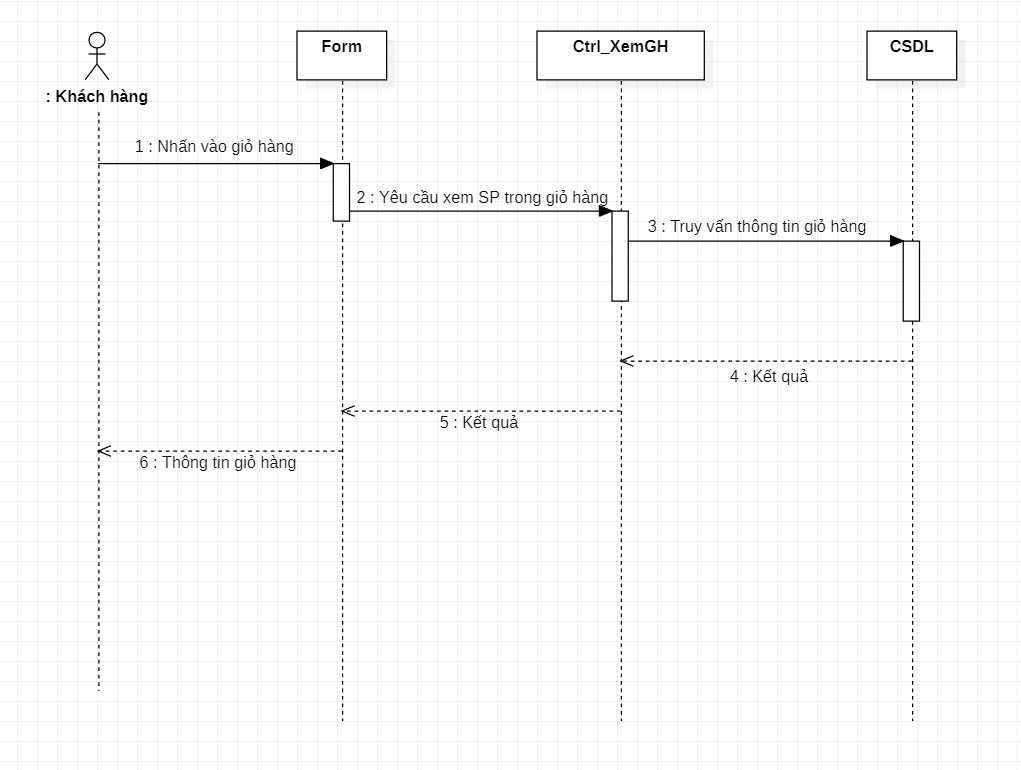 Form
Ctrl_XemGH
CSDL
: Khách hàng
1 : Nhấn vào giỏ hàng
2 : Yêu cầu xem SP trong giỏ hàng
3 : Truy vấn thông tin giỏ hàng
4 : Kết quả
5 : Kết quả
6 : Thông tin giỏ hàng